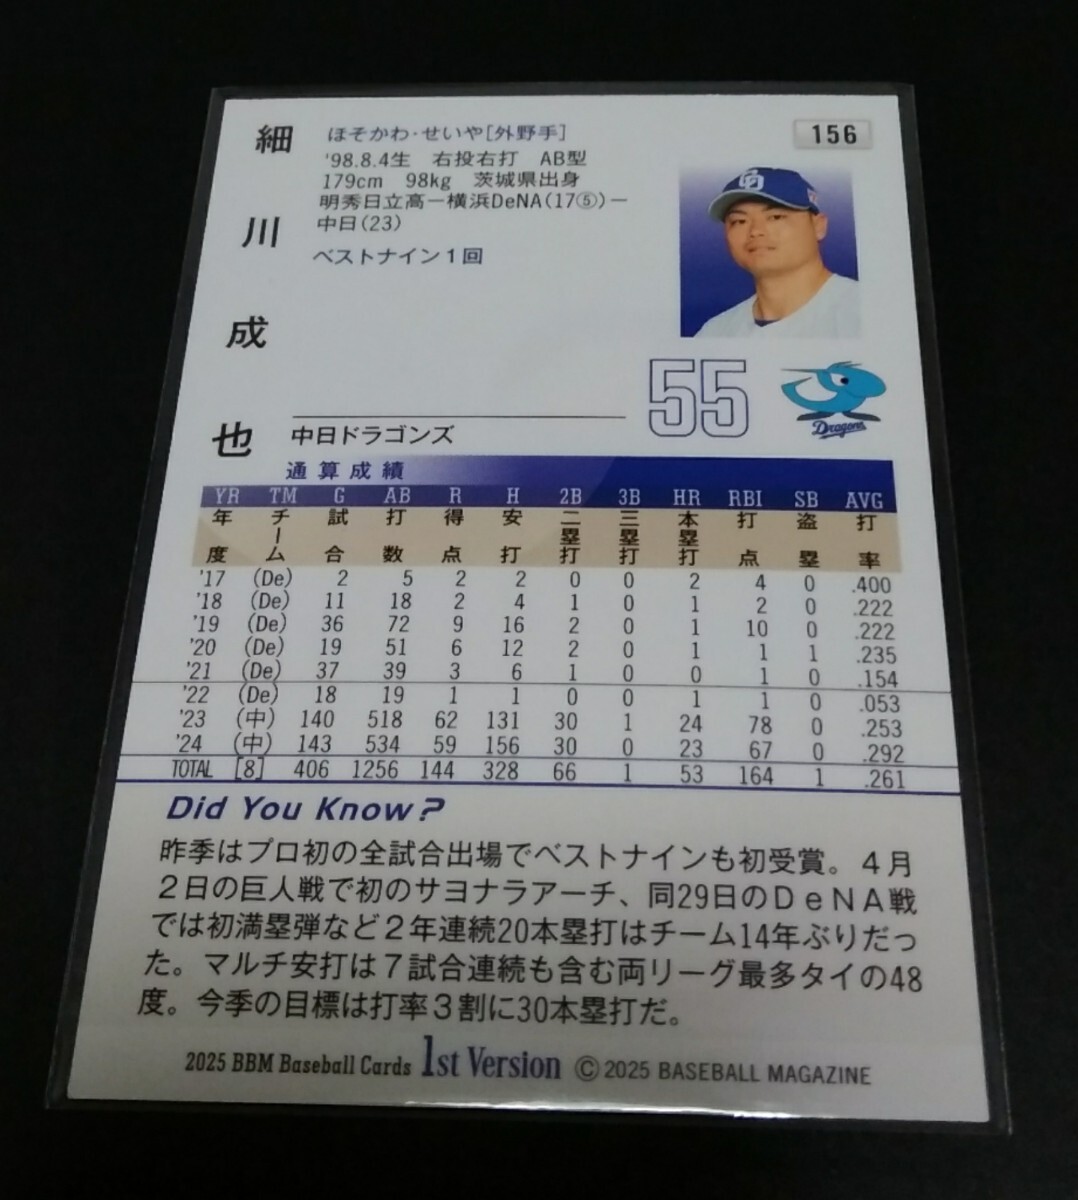 細川成也
ほそかわ・せいや[外野手]
156
'98.8.4生　右投右打　AB型
179cm　98kg　茨城県出身
明秀日立高ー横浜DeNA(17⑤)ー
中日(23)
ベストナイン1回
55
Dragons
中日ドラゴンズ
通算成績
YR TM G AB R H 2B 3B HR RBI SB AVG
年度 チーム 試合 打数 得点 安打 二塁打 三塁打 本塁打 打点 盗塁 打率
'17 (De) 2 5 2 2 0 0 2 4 0 .400
'18 (De) 11 18 2 4 1 0 1 2 0 .222
'19 (De) 36 72 9 16 2 0 1 10 0 .222
'20 (De) 19 51 6 12 2 0 1 1 1 .235
'21 (De) 37 39 3 6 1 0 0 1 0 .154
'22 (De) 18 19 1 1 0 0 1 1 0 .053
'23 (中) 140 518 62 131 30 1 24 78 0 .253
'24 (中) 143 534 59 156 30 0 23 67 0 .292
TOTAL [8] 406 1256 144 328 66 1 53 164 1 .261
Did You Know?
昨季はプロ初の全試合出場でベストナインも初受賞。４月
２日の巨人戦で初のサヨナラアーチ、同29日のＤｅＮＡ戦
では初満塁弾など２年連続20本塁打はチーム14年ぶりだっ
た。マルチ安打は７試合連続も含む両リーグ最多タイの48
度。今季の目標は打率３割に30本塁打だ。
2025 BBM Baseball Cards 1st Version © 2025 BASEBALL MAGAZINE